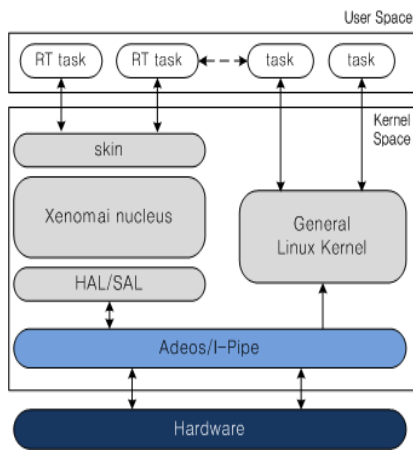 User Space
RT task
RT task
task
task
Kernel
Space
skin
Xenomai nucleus
General
Linux Kernel
HAL/SAL
Adeos/I-Pipe
Hardware